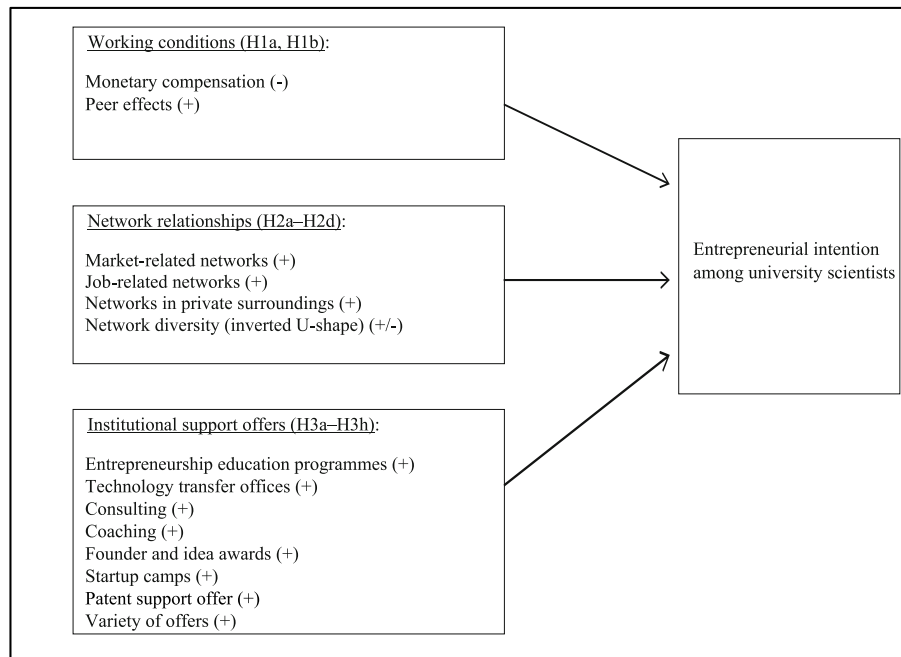 Working conditions (H1a, H1b):
Monetary compensation (-)
Peer effects (+)
Network relationships (H2a–H2d):
Market-related networks (+)
Job-related networks (+)
Networks in private surroundings (+)
Network diversity (inverted U-shape) (+/-)
Institutional support offers (H3a–H3h):
Entrepreneurship education programmes (+)
Technology transfer offices (+)
Consulting (+)
Coaching (+)
Founder and idea awards (+)
Startup camps (+)
Patent support offer (+)
Variety of offers (+)
Entrepreneurial intention
among university scientists